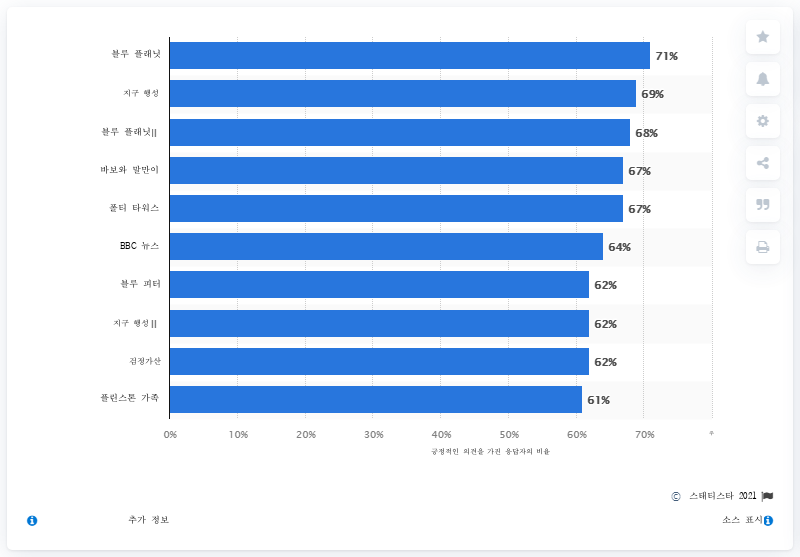 블루 플래닛 71%
지구 행성 69%
블루 플래닛|| 68%
바보와 말만이 67%
폴티 타워스 67%
BBC 뉴스 64%
블루 피터 62%
지구 행성|| 62%
검정가산 62%
플린스톤 가족 61%
0% 10% 20% 30% 40% 50% 60% 70%
긍정적인 의견을 가진 응답자의 비율
© 스태티스타 2021
추가 정보 소스 표시